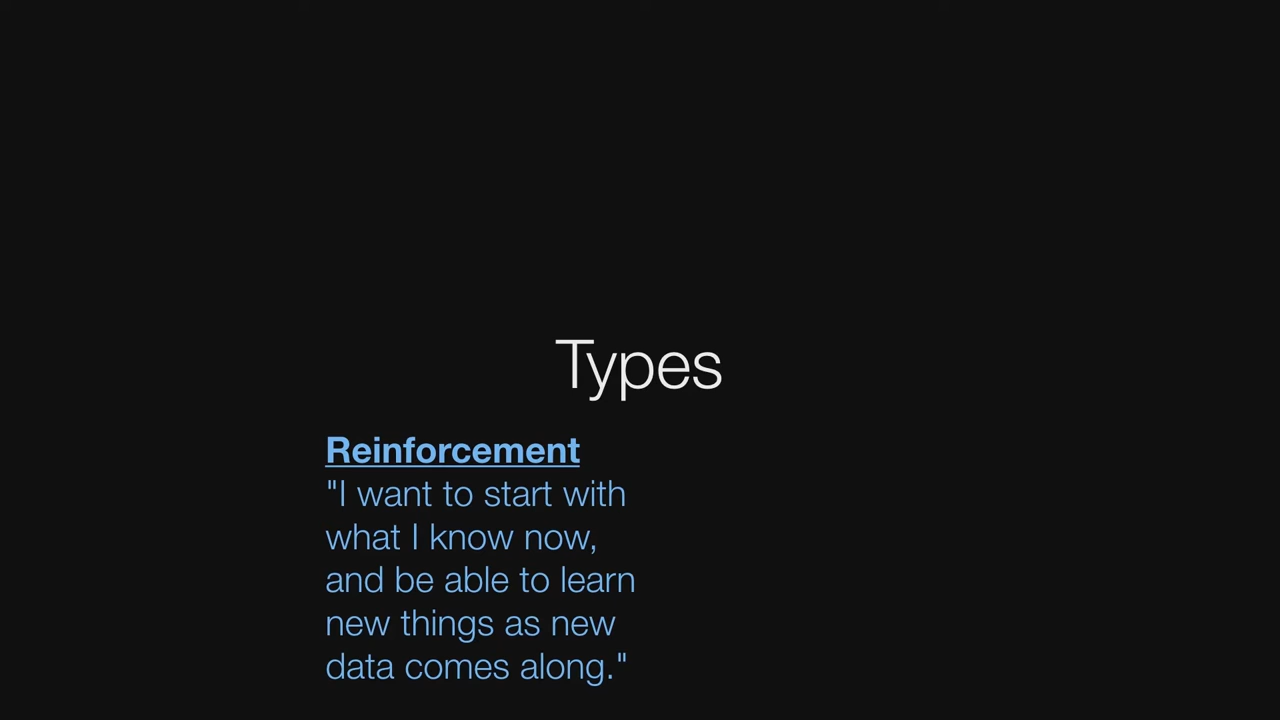 Types
Reinforcement
"I want to start with
what I know now,
and be able to learn
new things as new
data comes along."